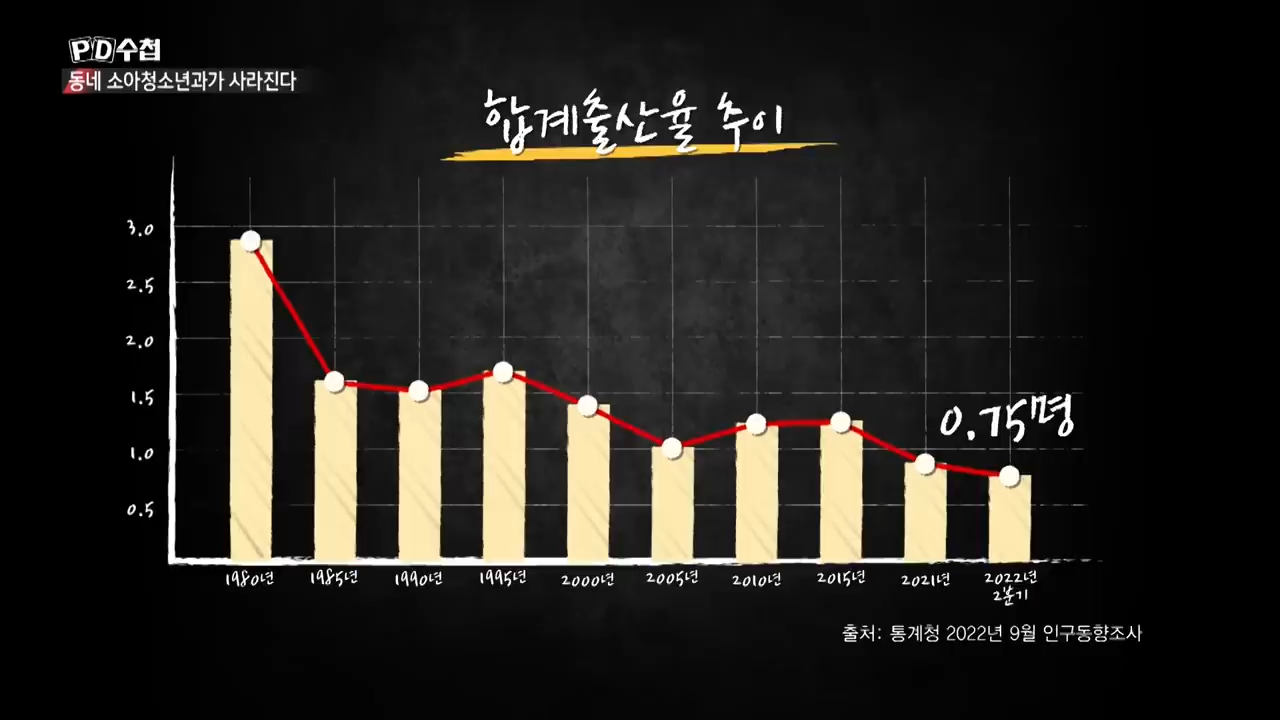 PD수첩
동네 소아청소년과가 사라진다
합계출산율 추이
3.0
2.5
2.0
1.5
1.0
0.5
0.75명
1980년 1985년 1990년 1995년 2000년 2005년 2010년 2015년 2021년 2022년
2분기
출처: 통계청 2022년 9월 인구동향조사